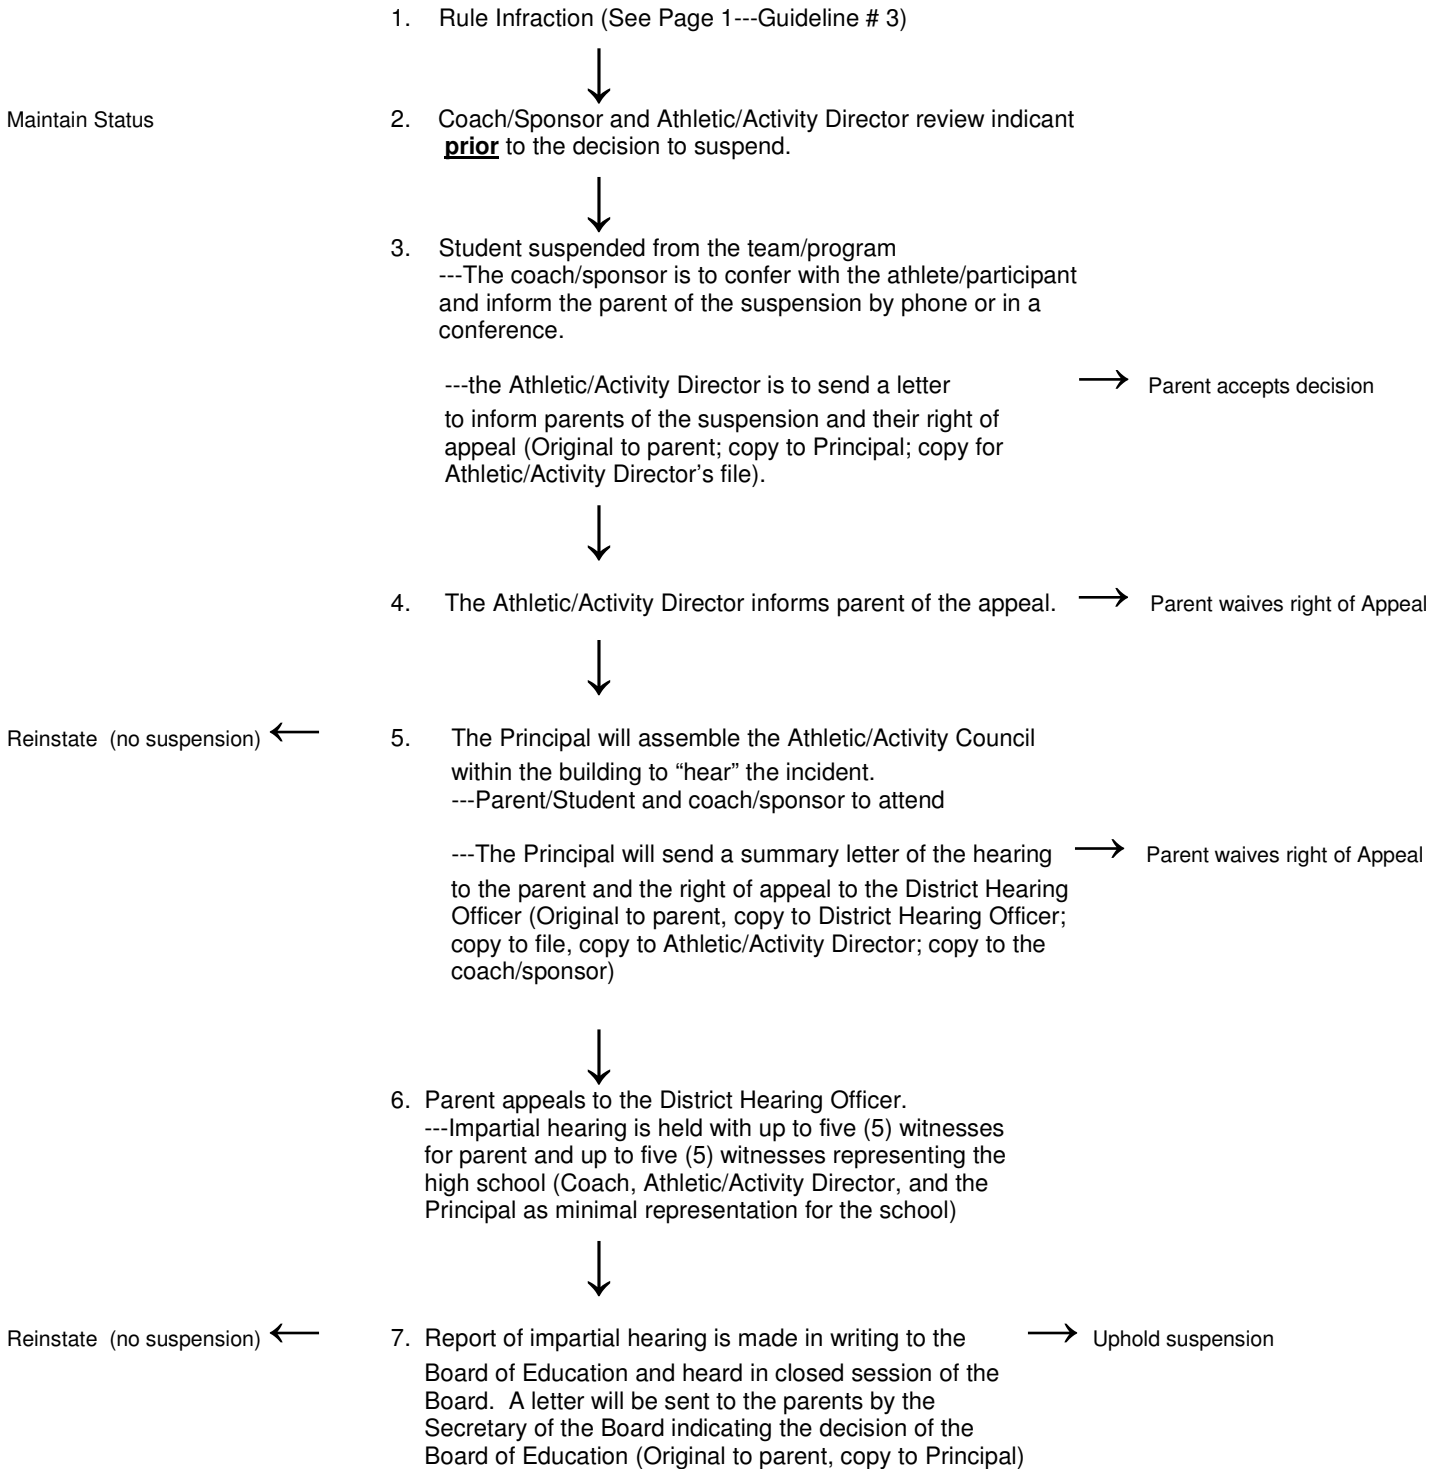 1. Rule Infraction (See Page 1---Guideline # 3)
Maintain Status
2. Coach/Sponsor and Athletic/Activity Director review indicant
prior to the decision to suspend.
3. Student suspended from the team/program
---The coach/sponsor is to confer with the athlete/participant
and inform the parent of the suspension by phone or in a
conference.
---the Athletic/Activity Director is to send a letter → Parent accepts decision
to inform parents of the suspension and their right of
appeal (Original to parent; copy to Principal; copy for
Athletic/Activity Director’s file).
4. The Athletic/Activity Director informs parent of the appeal. → Parent waives right of Appeal
Reinstate (no suspension) ←
5. The Principal will assemble the Athletic/Activity Council
within the building to “hear” the incident.
---Parent/Student and coach/sponsor to attend
---The Principal will send a summary letter of the hearing → Parent waives right of Appeal
to the parent and the right of appeal to the District Hearing
Officer (Original to parent, copy to District Hearing Officer;
copy to file, copy to Athletic/Activity Director; copy to the
coach/sponsor)
6. Parent appeals to the District Hearing Officer.
---Impartial hearing is held with up to five (5) witnesses
for parent and up to five (5) witnesses representing the
high school (Coach, Athletic/Activity Director, and the
Principal as minimal representation for the school)
Reinstate (no suspension) ←
7. Report of impartial hearing is made in writing to the → Uphold suspension
Board of Education and heard in closed session of the
Board. A letter will be sent to the parents by the
Secretary of the Board indicating the decision of the
Board of Education (Original to parent, copy to Principal)